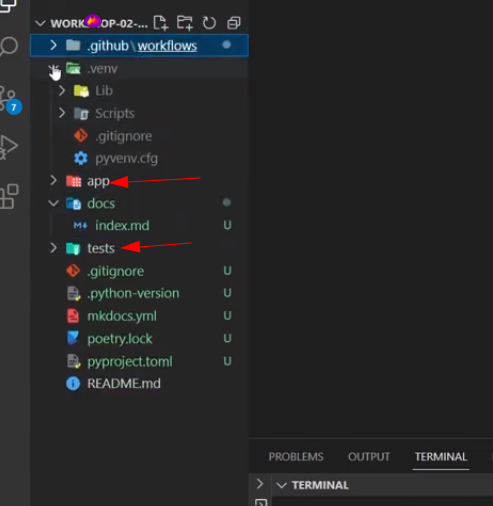 WORK OP-02-...
.github\workflows
.venv
Lib
Scripts
.gitignore
pyvenv.cfg
app
docs
index.md U
tests
.gitignore U
.python-version U
mkdocs.yml U
poetry.lock U
pyproject.toml U
README.md
7
PROBLEMS OUTPUT TERMINAL
TERMINAL